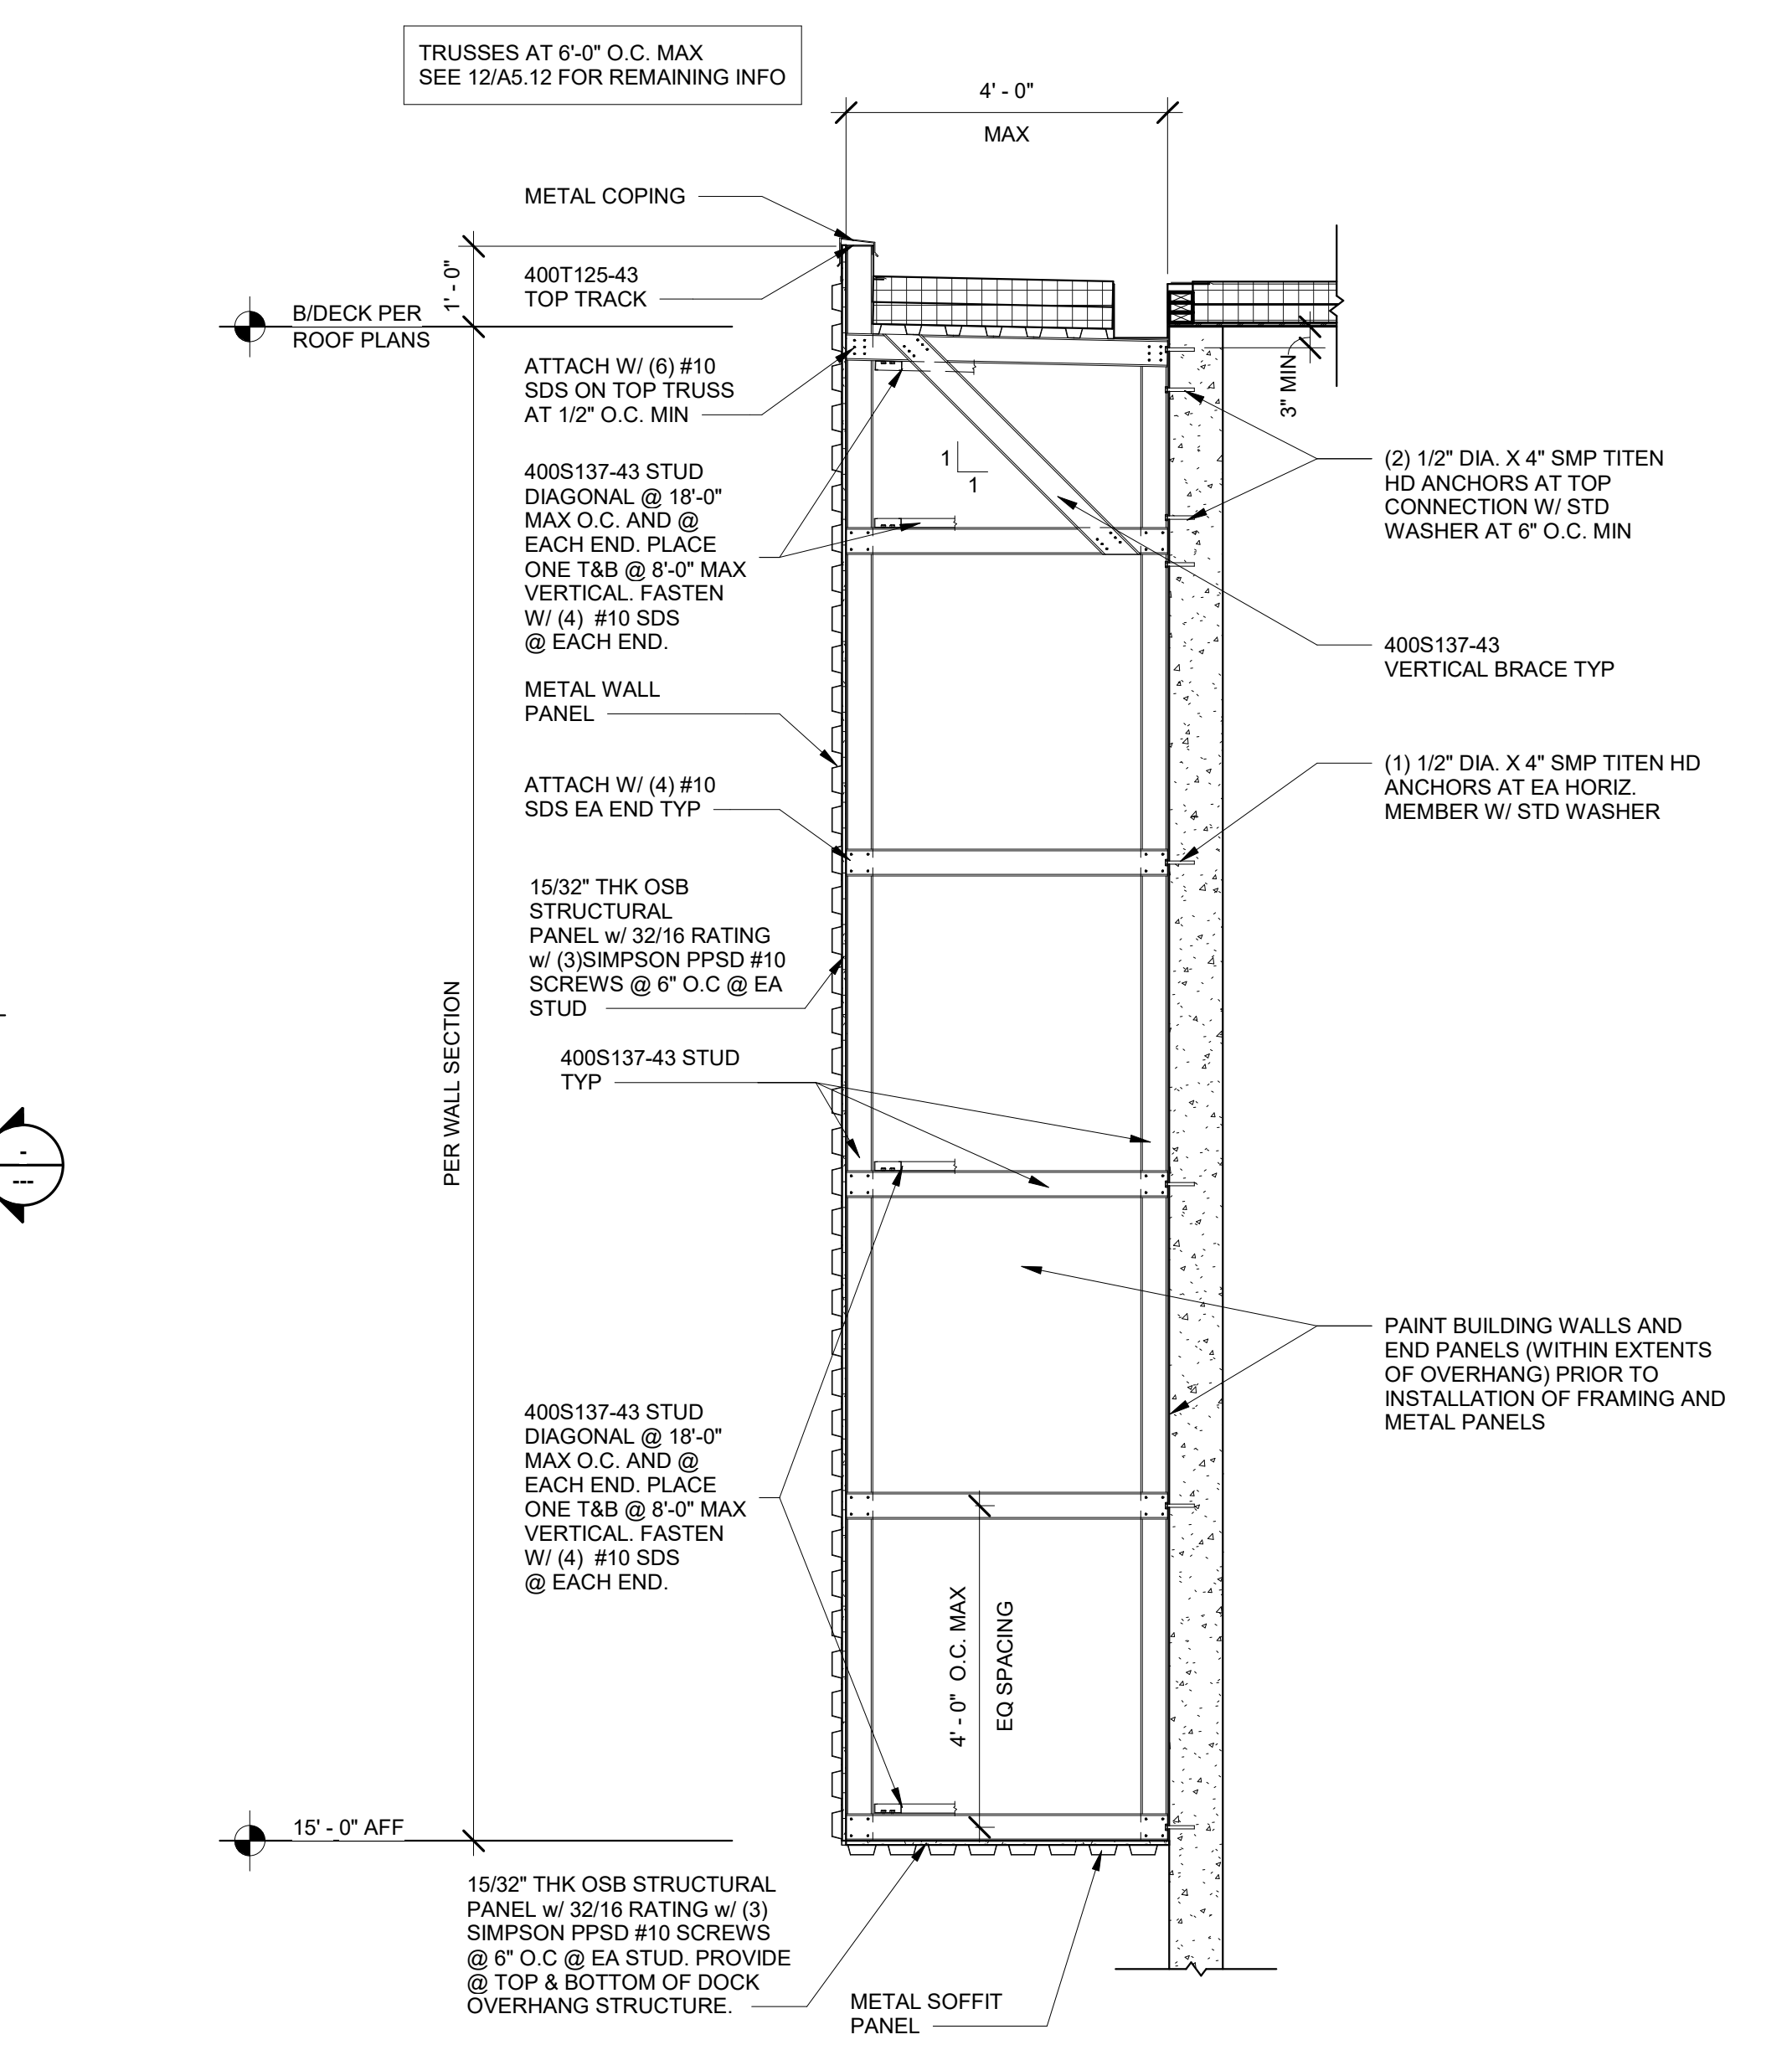 TRUSSES AT 6'-0" O.C. MAX
SEE 12/A5.12 FOR REMAINING INFO
4' - 0"
MAX
METAL COPING
1' - 0"
400T125-43
TOP TRACK
B/DECK PER
ROOF PLANS
ATTACH W/ (6) #10
SDS ON TOP TRUSS
AT 1/2" O.C. MIN
3" MIN
1
1
400S137-43 STUD
DIAGONAL @ 18'-0"
MAX O.C. AND @
EACH END. PLACE
ONE T&B @ 8'-0" MAX
VERTICAL. FASTEN
W/ (4) #10 SDS
@ EACH END.
(2) 1/2" DIA. X 4" SMP TITEN
HD ANCHORS AT TOP
CONNECTION W/ STD
WASHER AT 6" O.C. MIN
400S137-43
VERTICAL BRACE TYP
METAL WALL
PANEL
(1) 1/2" DIA. X 4" SMP TITEN HD
ANCHORS AT EA HORIZ.
MEMBER W/ STD WASHER
ATTACH W/ (4) #10
SDS EA END TYP
15/32" THK OSB
STRUCTURAL
PANEL w/ 32/16 RATING
w/ (3)SIMPSON PPSD #10
SCREWS @ 6" O.C @ EA
STUD
PER WALL SECTION
400S137-43 STUD
TYP
-
---
PAINT BUILDING WALLS AND
END PANELS (WITHIN EXTENTS
OF OVERHANG) PRIOR TO
INSTALLATION OF FRAMING AND
METAL PANELS
400S137-43 STUD
DIAGONAL @ 18'-0"
MAX O.C. AND @
EACH END. PLACE
ONE T&B @ 8'-0" MAX
VERTICAL. FASTEN
W/ (4) #10 SDS
@ EACH END.
4' - 0" O.C. MAX
EQ SPACING
15' - 0" AFF
15/32" THK OSB STRUCTURAL
PANEL w/ 32/16 RATING w/ (3)
SIMPSON PPSD #10 SCREWS
@ 6" O.C @ EA STUD. PROVIDE
@ TOP & BOTTOM OF DOCK
OVERHANG STRUCTURE.
METAL SOFFIT
PANEL